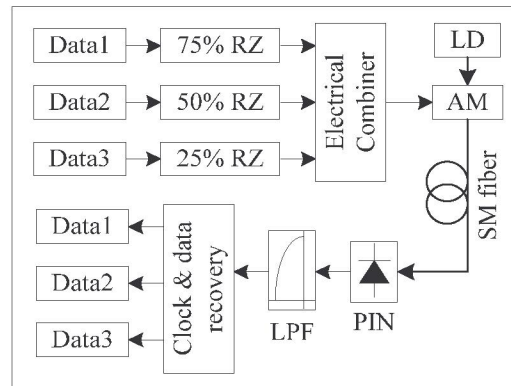 Data1
75% RZ
Data2
50% RZ
Data3
25% RZ
Electrical
Combiner
LD
AM
SM fiber
Data1
Data2
Data3
Clock & data
recovery
LPF
PIN